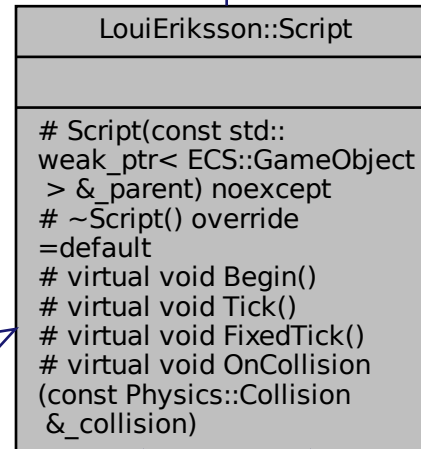 LouiEriksson::Script
# Script(const std::
weak_ptr< ECS::GameObject
> &_parent) noexcept
# ~Script() override
=default
# virtual void Begin()
# virtual void Tick()
# virtual void FixedTick()
# virtual void OnCollision
(const Physics::Collision
&_collision)